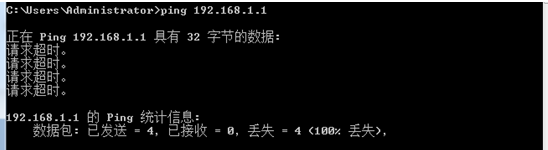 C:\Users\Administrator>ping 192.168.1.1
正在 Ping 192.168.1.1 具有 32 字节的数据:
请求超时。
请求超时。
请求超时。
请求超时。
192.168.1.1 的 Ping 统计信息:
数据包: 已发送 = 4, 已接收 = 0, 丢失 = 4 (100% 丢失),